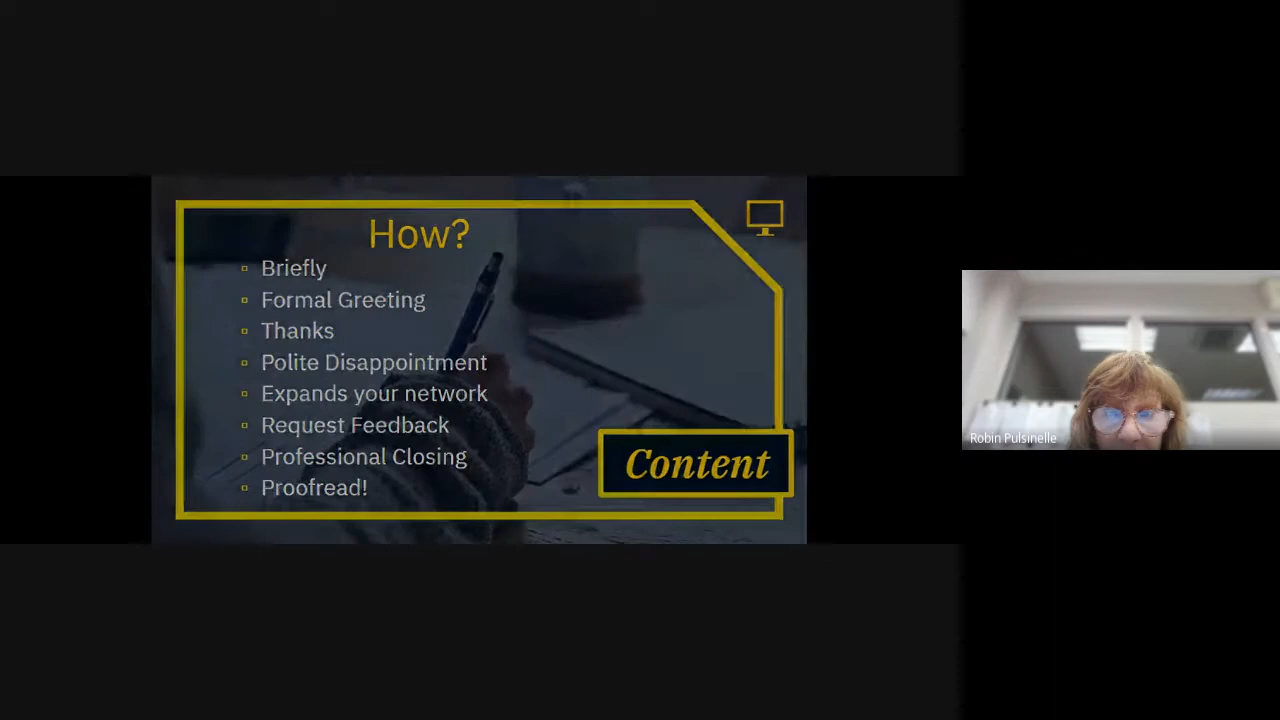 How?
Briefly
Formal Greeting
Thanks
Polite Disappointment
Expands your network
Request Feedback
Professional Closing
Proofread!
Content
Robin Pulsinelle